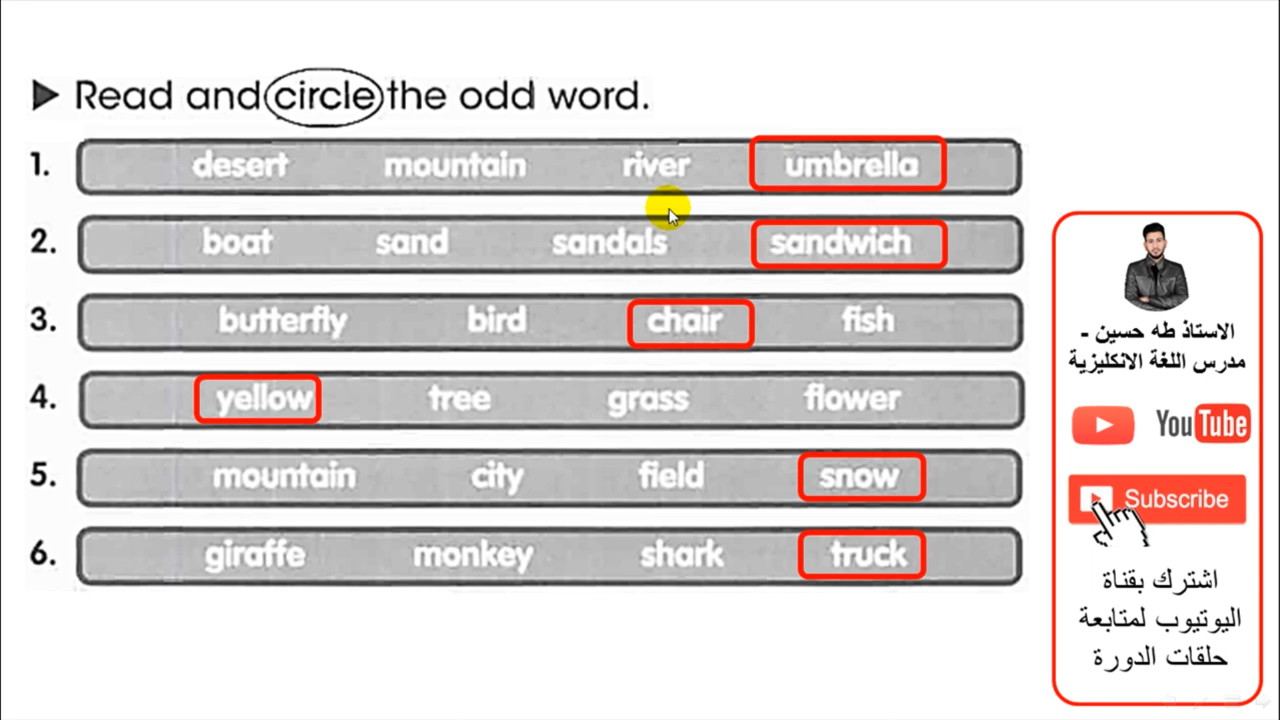 Read and circle the odd word.
1. desert mountain river umbrella
2. boat sand sandals sandwich
3. butterfly bird chair fish
4. yellow tree grass flower
5. mountain city field snow
6. giraffe monkey shark truck
الاستاذ طه حسين -
مدرس اللغة الانكليزية
YouTube
Subscribe
اشترك بقناة
اليوتيوب لمتابعة
حلقات الدورة